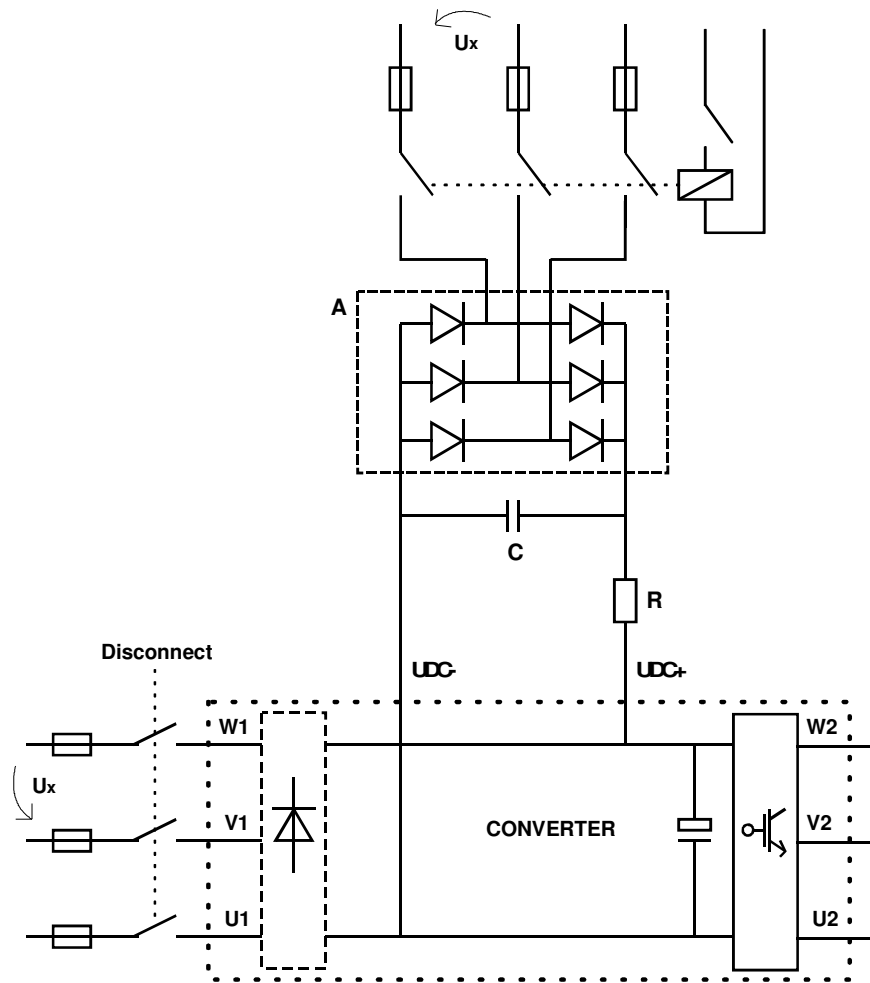 Ux
A
C
R
Disconnect
UDC-
UDC+
W1
W2
Ux
V1
CONVERTER
V2
U1
U2